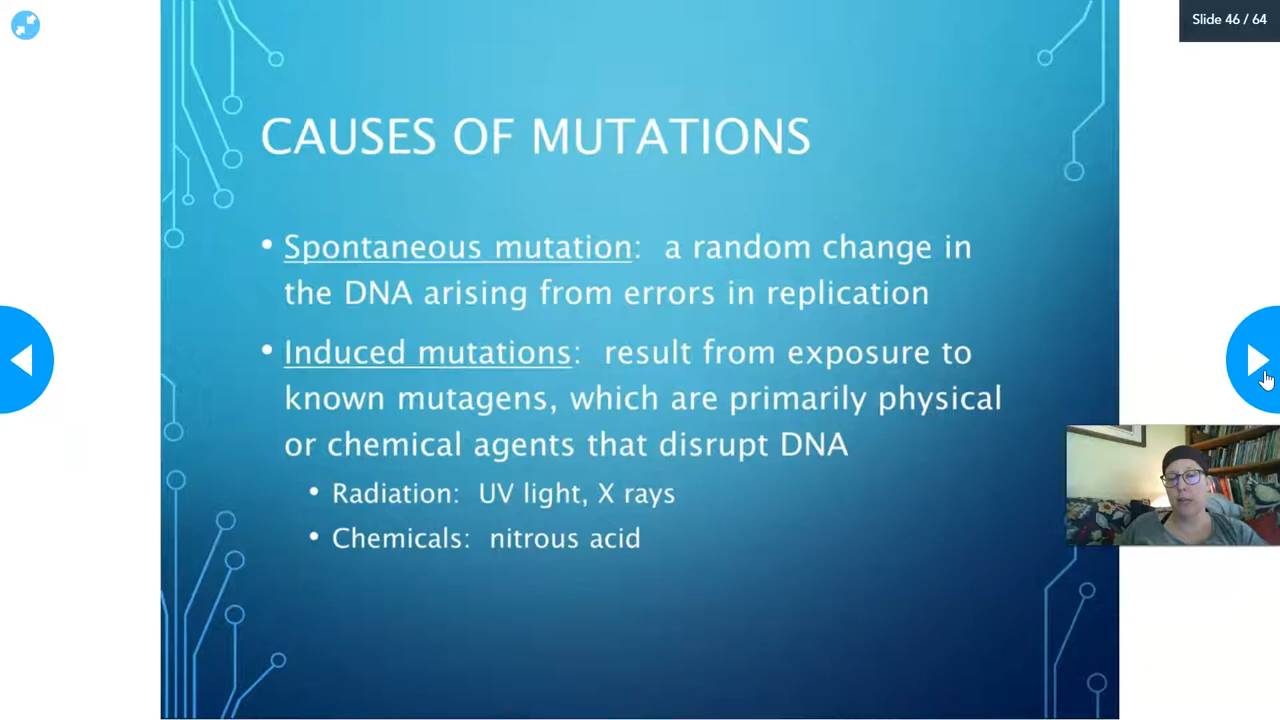 Slide 46 / 64
CAUSES OF MUTATIONS
• Spontaneous mutation: a random change in
the DNA arising from errors in replication
• Induced mutations: result from exposure to
known mutagens, which are primarily physical
or chemical agents that disrupt DNA
• Radiation: UV light, X rays
• Chemicals: nitrous acid